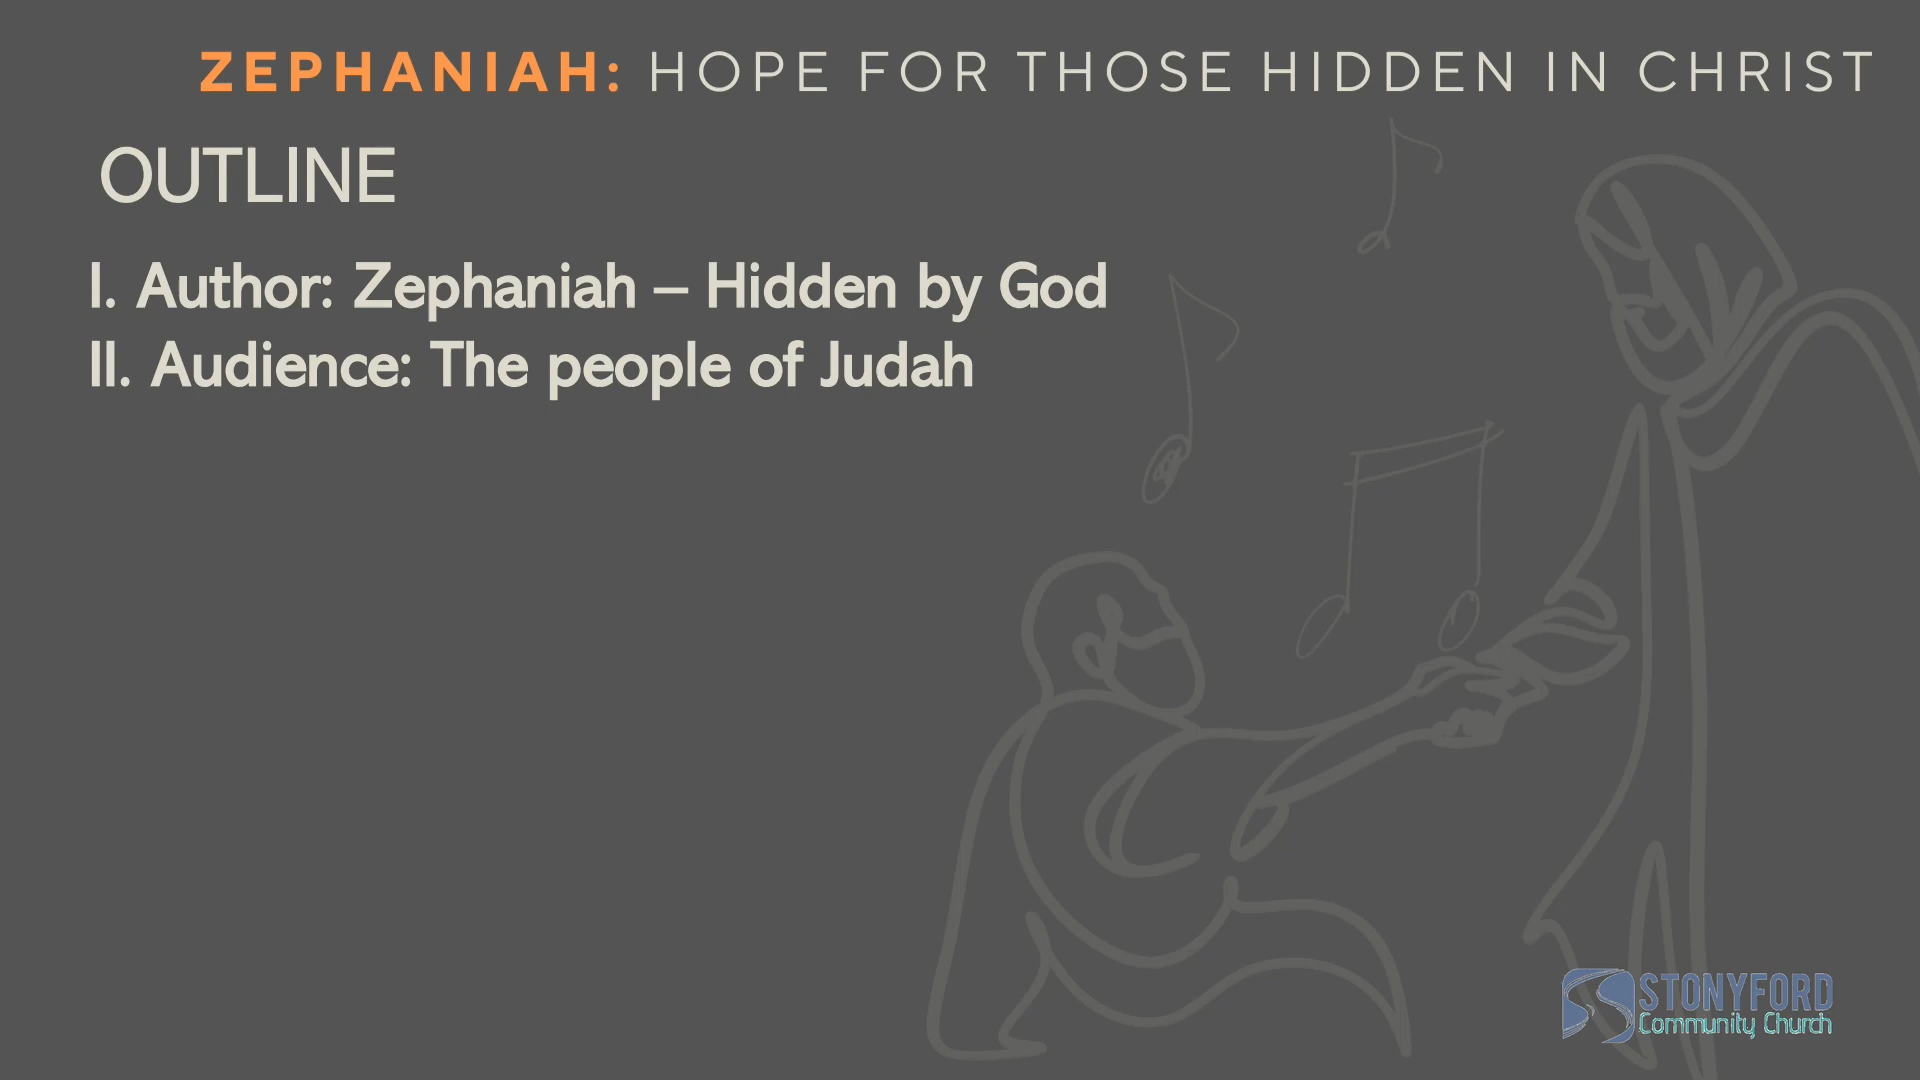 ZEPHANIAH: HOPE FOR THOSE HIDDEN IN CHRIST
OUTLINE
I. Author: Zephaniah – Hidden by God
II. Audience: The people of Judah
STONYFORD
Community Church